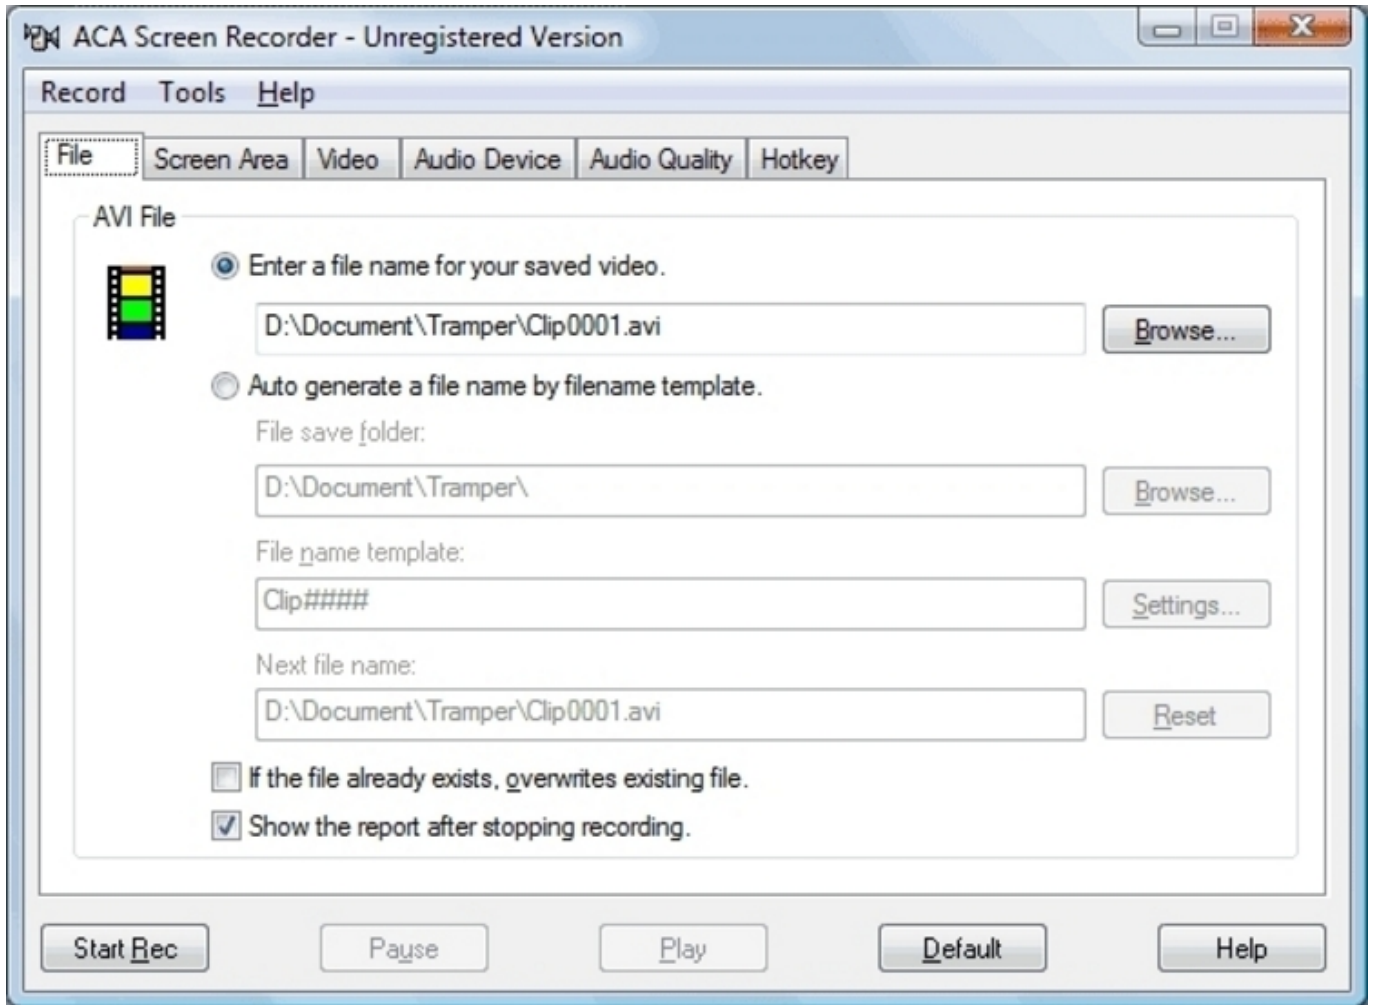 ACA Screen Recorder - Unregistered Version
Record Tools Help
File Screen Area Video Audio Device Audio Quality Hotkey
AVI File
Enter a file name for your saved video.
D:\Document\Tramper\Clip0001.avi Browse...
Auto generate a file name by filename template.
File save folder:
D:\Document\Tramper\ Browse...
File name template:
Clip#### Settings...
Next file name:
D:\Document\Tramper\Clip0001.avi Reset
If the file already exists, overwrites existing file.
Show the report after stopping recording.
Start Rec Pause Play Default Help